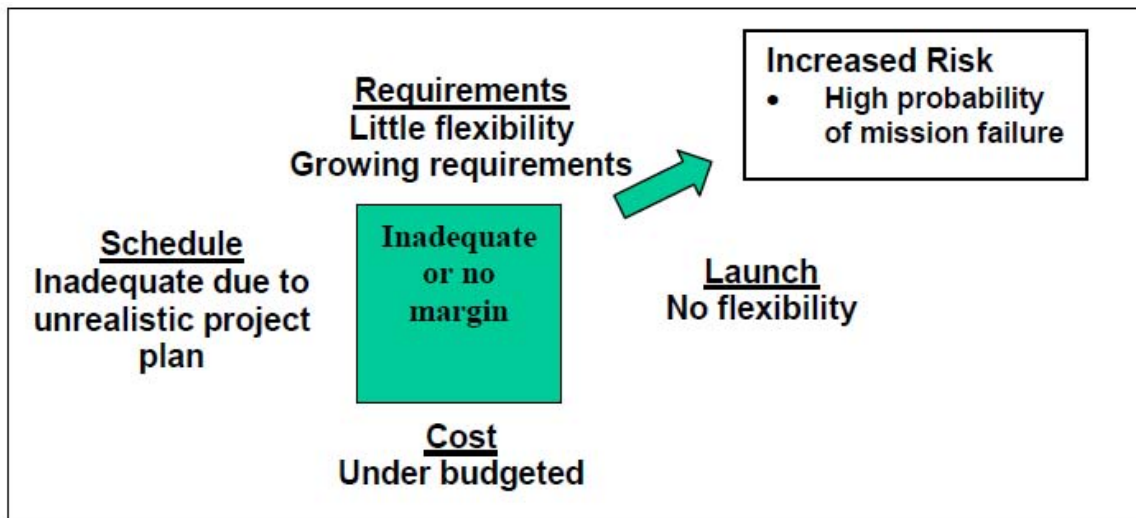 Increased Risk
• High probability
of mission failure
Requirements
Little flexibility
Growing requirements
Schedule
Inadequate due to
unrealistic project
plan
Inadequate
or no
margin
Launch
No flexibility
Cost
Under budgeted